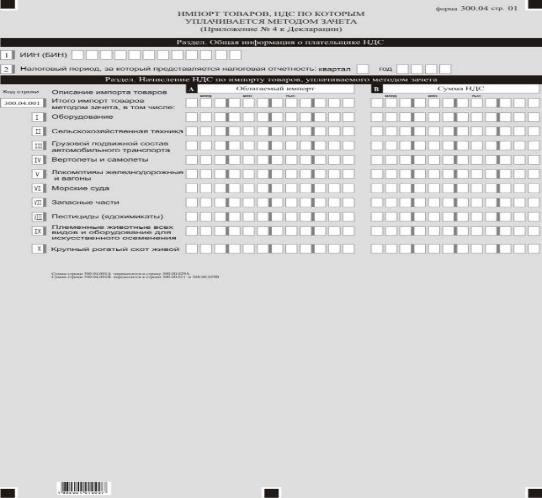 форма 300.04 стр. 01
ИМПОРТ ТОВАРОВ, НДС ПО КОТОРЫМ
УПЛАЧИВАЕТСЯ МЕТОДОМ ЗАЧЕТА
(Приложение № 4 к Декларации)
Раздел. Общая информация о плательщике НДС
1 ИИН (БИН)
2 Налоговый период, за который представляется налоговая отчетность: квартал год
Раздел. Начисление НДС по импорту товаров, уплачиваемого методом зачета
Код строки Описание импорта товаров A Облагаемый импорт B Сумма НДС
млрд млн тыс млрд млн тыс
300.04.001 Итого импорт товаров
методом зачета, в том числе:
I Оборудование
II Сельскохозяйственная техника
III Грузовой подвижной состав
автомобильного транспорта
IV Вертолеты и самолеты
V Локомотивы железнодорожные
и вагоны
VI Морские суда
VII Запасные части
VIII Пестициды (ядохимикаты)
IX Племенные животные всех
видов и оборудование для
искусственного осеменения
X Крупный рогатый скот живой